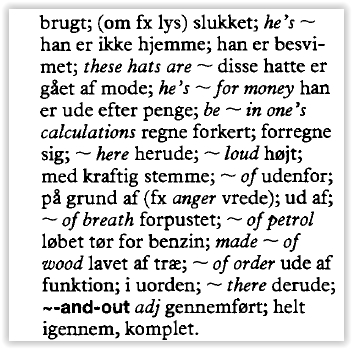 brugt; (om fx lys) slukket; he's ~
han er ikke hjemme; han er besvi-
met; these hats are ~ disse hatte er
gået af mode; he's ~ for money han
er ude efter penge; be ~ in one's
calculations regne forkert; forregne
sig; ~ here herude; ~ loud højt;
med kraftig stemme; ~ of udenfor;
på grund af (fx anger vrede); ud af;
~ of breath forpustet; ~ of petrol
løbet tør for benzin; made ~ of
wood lavet af træ; ~ of order ude af
funktion; i uorden; ~ there derude;
~-and-out adj gennemført; helt
igennem, komplet.